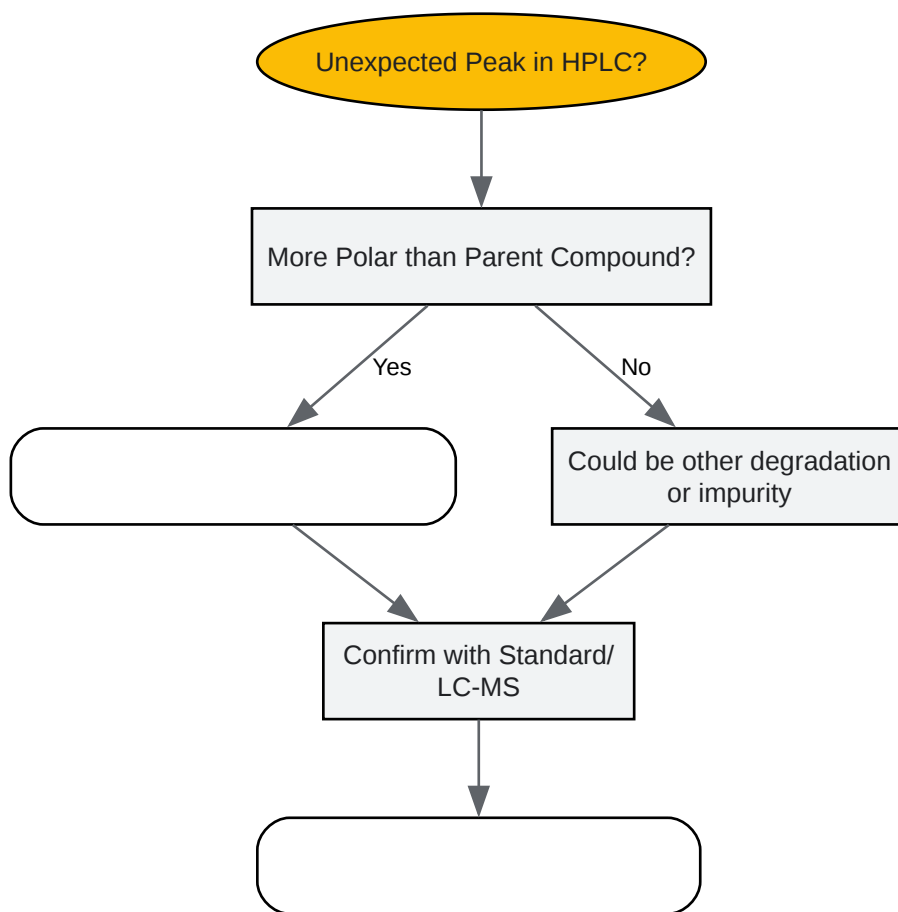 Unexpected Peak in HPLC?
More Polar than Parent Compound?
Yes
No
Could be other degradation
or impurity
Confirm with Standard/
LC-MS